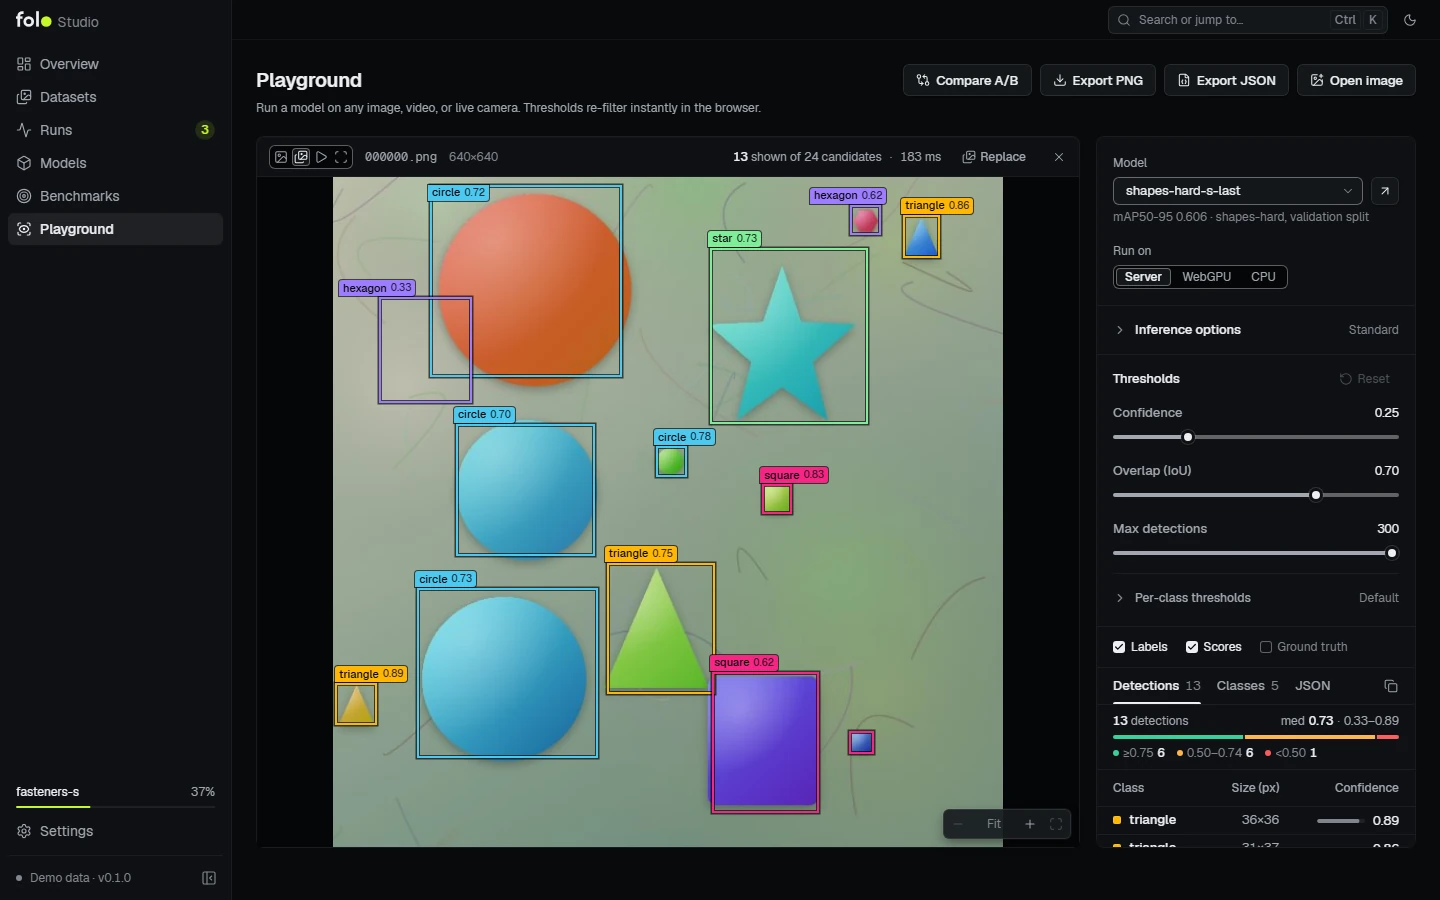 folo Studio
Search or jump to... Ctrl K
Overview
Datasets
Runs 3
Models
Benchmarks
Playground
Playground
Compare A/B Export PNG Export JSON Open image
Run a model on any image, video, or live camera. Thresholds re-filter instantly in the browser.
000000.png 640×640 13 shown of 24 candidates · 183 ms Replace
circle 0.72
hexagon 0.62
triangle 0.86
star 0.73
hexagon 0.33
circle 0.70
circle 0.78
square 0.83
triangle 0.75
circle 0.73
square 0.62
triangle 0.89
Fit
Model
shapes-hard-s-last
mAP50-95 0.606 · shapes-hard, validation split
Run on
Server WebGPU CPU
Inference options Standard
Thresholds Reset
Confidence 0.25
Overlap (IoU) 0.70
Max detections 300
Per-class thresholds Default
Labels Scores Ground truth
Detections 13 Classes 5 JSON
13 detections med 0.73 · 0.33–0.89
≥0.75 6 0.50–0.74 6 <0.50 1
Class Size (px) Confidence
triangle 36×36 0.89
fasteners-s 37%
Settings
Demo data · v0.1.0